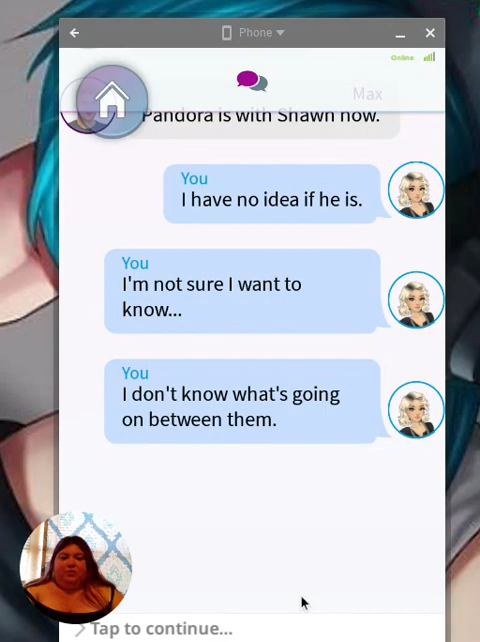 Phone
Online
Max
Pandora is with Shawn now.
You
I have no idea if he is.
You
I'm not sure I want to
know...
You
I don't know what's going
on between them.
Tap to continue...